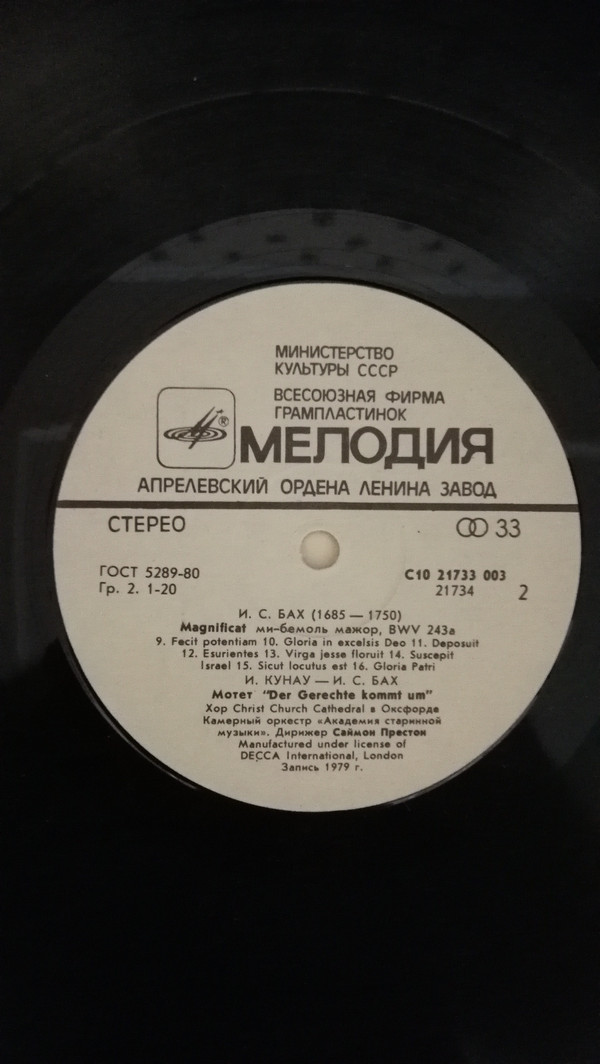 МИНИСТЕРСТВО
КУЛЬТУРЫ СССР
ВСЕСОЮЗНАЯ ФИРМА
ГРАМПЛАСТИНОК
®
МЕЛОДИЯ
АПРЕЛЕВСКИЙ ОРДЕНА ЛЕНИНА ЗАВОД
СТЕРЕО
33
ГОСТ 5289-80
Гр. 2. 1-20
С10 21733 003
21734
2
И. С. БАХ (1685 — 1750)
Magnificat ми-бемоль мажор, BWV 243a
9. Fecit potentiam 10. Gloria in excelsis Deo 11. Deposuit
12. Esurientes 13. Virga jesse floruit 14. Suscepit
Israel 15. Sicut locutus est 16. Gloria Patri
И. КУНАУ — И. С. БАХ
Мотет "Der Gerechte kommt um"
Хор Christ Church Cathedral в Оксфорде
Камерный оркестр «Академия старинной
музыки». Дирижер Саймон Престон
Manufactured under license of
DECCA International, London
Запись 1979 г.